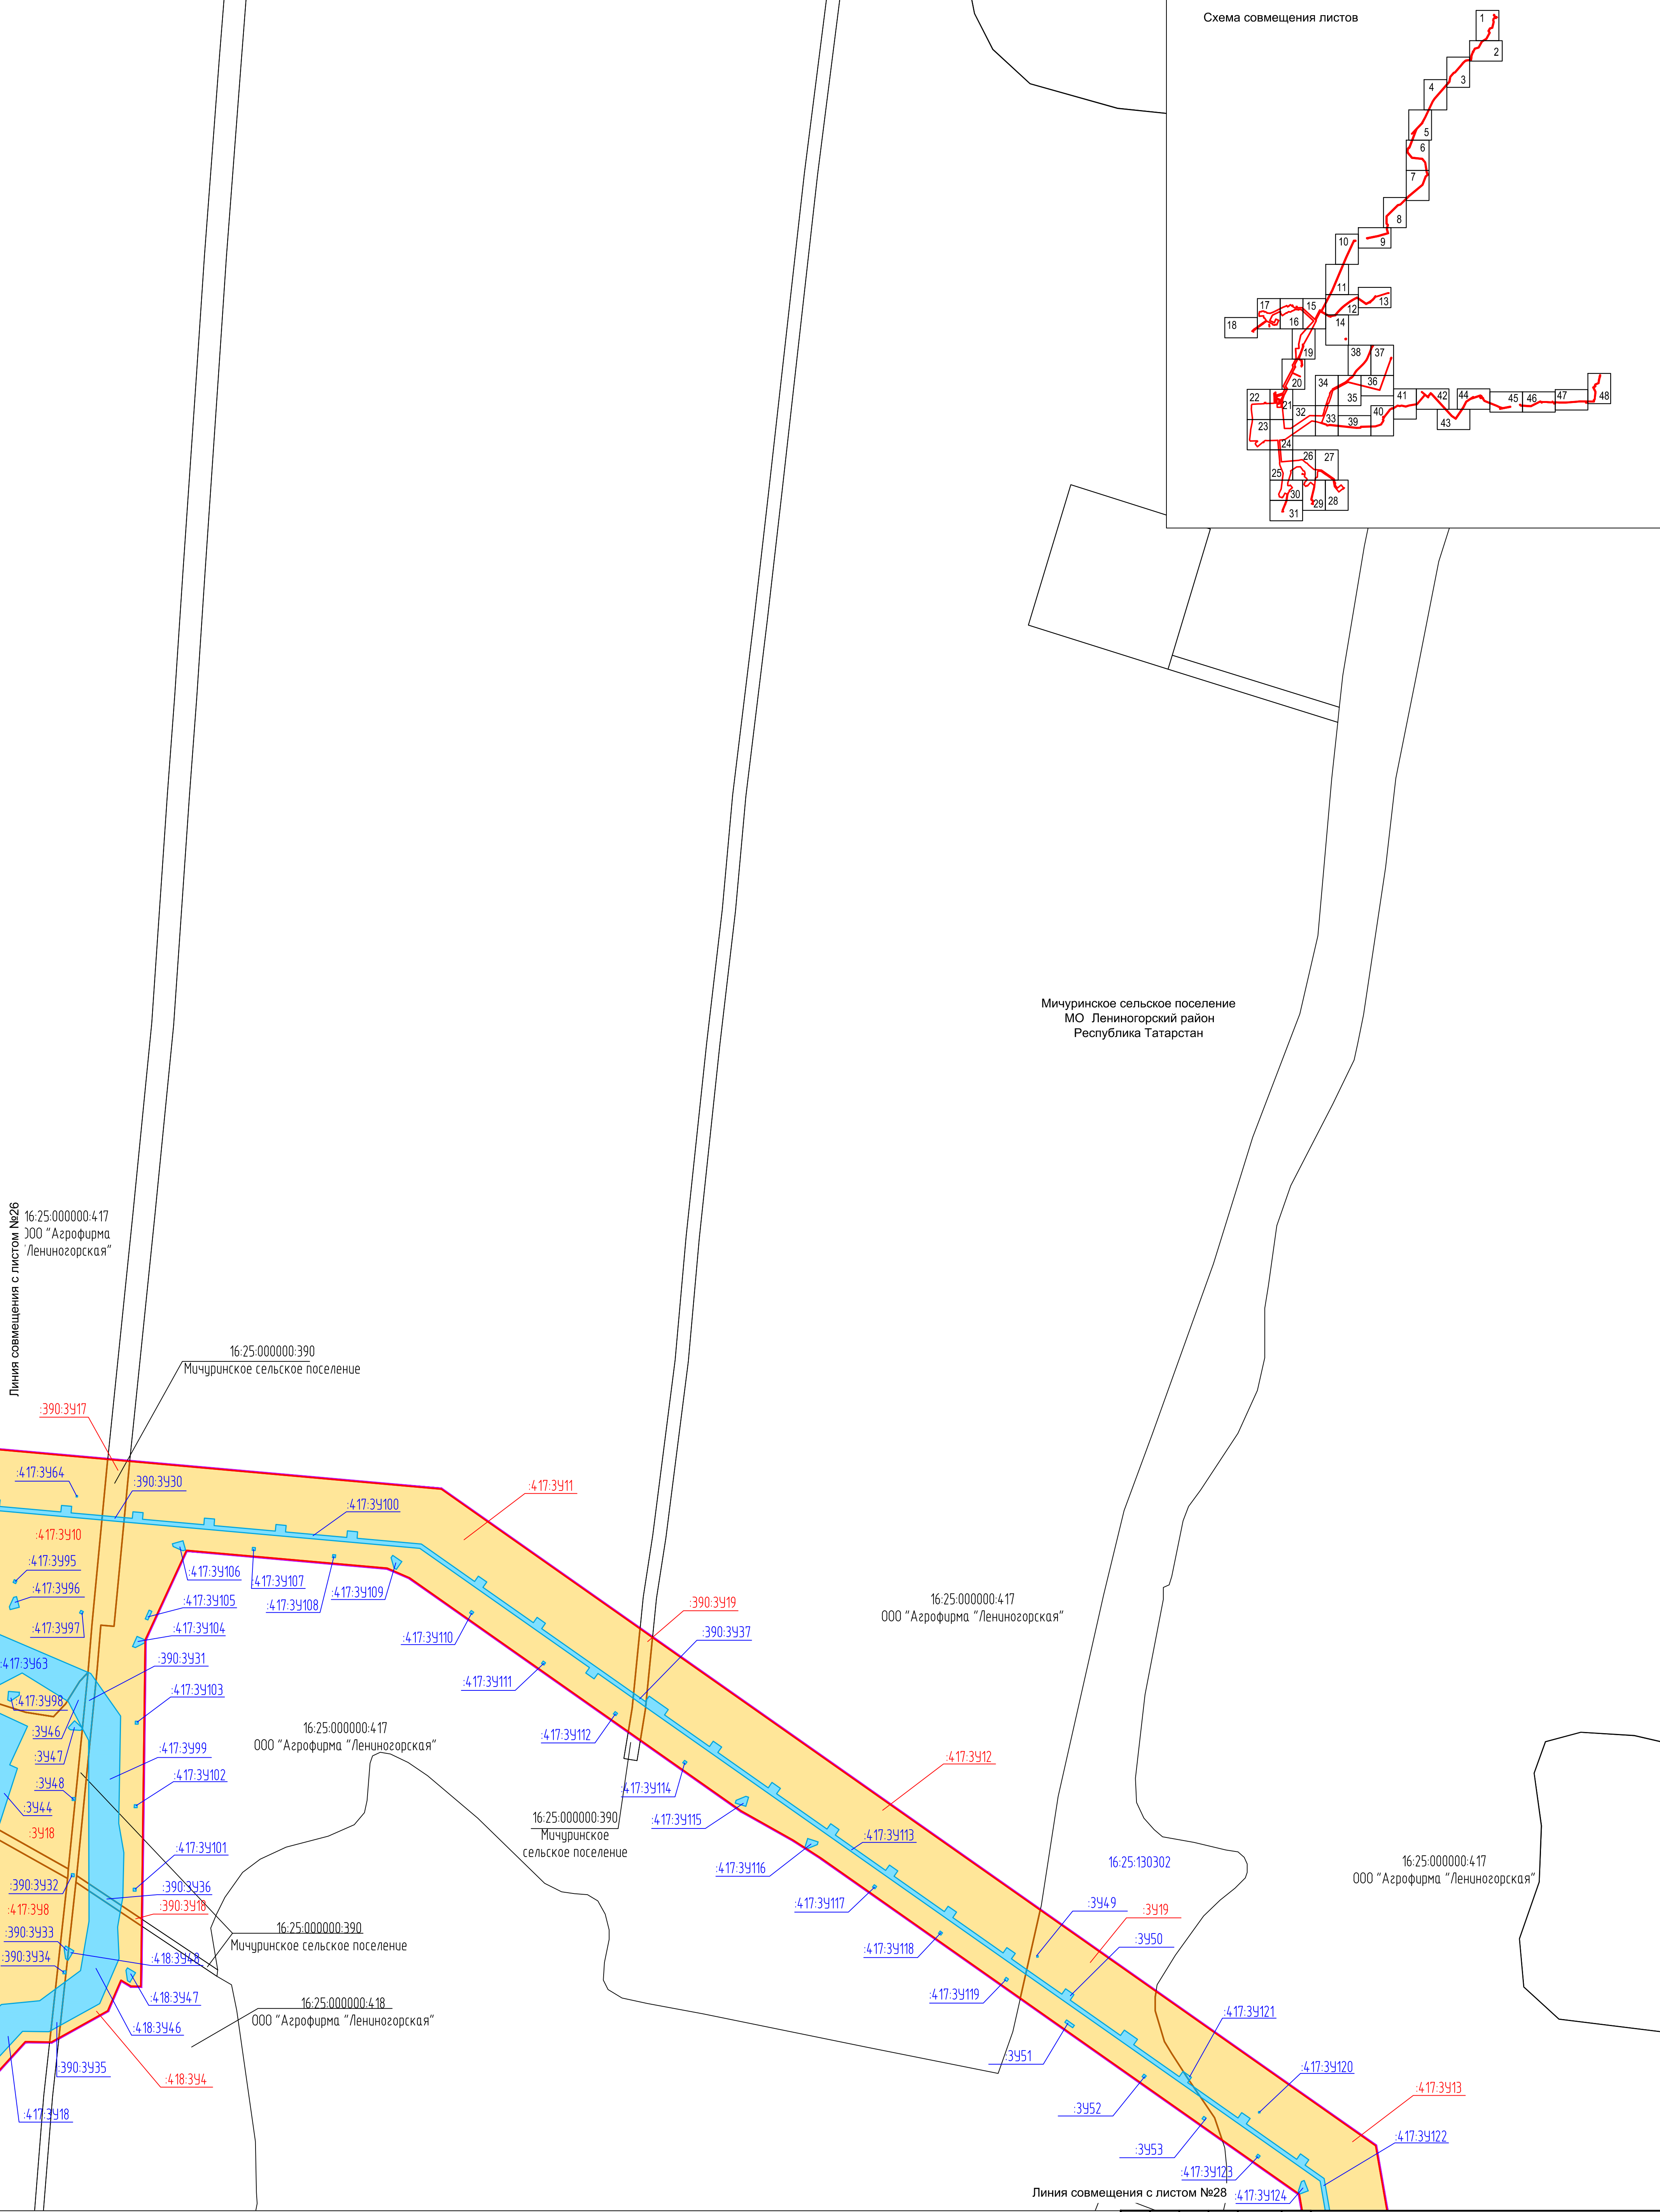 Схема совмещения листов
1
2
3
4
5
6
7
8
9
10
11
12
13
14
15
16
17
18
19
20
21
22
23
24
25
26
27
28
29
30
31
32
33
34
35
36
37
38
39
40
41
42
43
44
45
46
47
48
Мичуринское сельское поселение
МО Лениногорский район
Республика Татарстан
Линия совмещения с листом №26
16:25:000000:417
ООО "Агрофирма
"Лениногорская"
16:25:000000:390
Мичуринское сельское поселение
:390:ЗУ17
:417:ЗУ64
:390:ЗУ30
:417:ЗУ100
:417:ЗУ11
:417:ЗУ10
:417:ЗУ95
:417:ЗУ96
:417:ЗУ97
:417:ЗУ106
:417:ЗУ107
:417:ЗУ108
:417:ЗУ109
:417:ЗУ105
:417:ЗУ104
:417:ЗУ110
:390:ЗУ19
:390:ЗУ37
16:25:000000:417
ООО "Агрофирма "Лениногорская"
:417:ЗУ63
:390:ЗУ31
:417:ЗУ111
:417:ЗУ98
:417:ЗУ103
:ЗУ46
:ЗУ47
:417:ЗУ99
16:25:000000:417
ООО "Агрофирма "Лениногорская"
:417:ЗУ112
:417:ЗУ12
:ЗУ48
:417:ЗУ102
:417:ЗУ114
:ЗУ44
:ЗУ18
:417:ЗУ101
16:25:000000:390
Мичуринское
сельское поселение
:417:ЗУ115
:417:ЗУ113
:417:ЗУ116
16:25:130302
16:25:000000:417
ООО "Агрофирма "Лениногорская"
:390:ЗУ32
:390:ЗУ36
:417:ЗУ8
:390:ЗУ18
:417:ЗУ117
:ЗУ49
:ЗУ19
:390:ЗУ33
16:25:000000:390
Мичуринское сельское поселение
:390:ЗУ34
:418:ЗУ48
:417:ЗУ118
:ЗУ50
:418:ЗУ47
16:25:000000:418
ООО "Агрофирма "Лениногорская"
:417:ЗУ119
:417:ЗУ121
:418:ЗУ46
:ЗУ51
:390:ЗУ35
:418:ЗУ4
:417:ЗУ120
:417:ЗУ13
:417:ЗУ18
:ЗУ52
:417:ЗУ122
:ЗУ53
:417:ЗУ123
Линия совмещения с листом №28
:417:ЗУ124